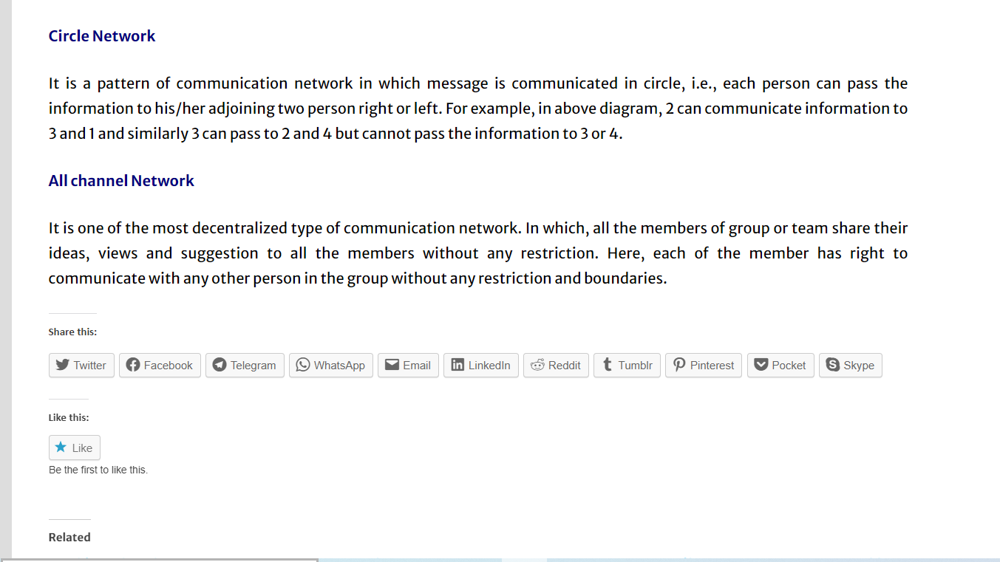 Circle Network
It is a pattern of communication network in which message is communicated in circle, i.e., each person can pass the
information to his/her adjoining two person right or left. For example, in above diagram, 2 can communicate information to
3 and 1 and similarly 3 can pass to 2 and 4 but cannot pass the information to 3 or 4.
All channel Network
It is one of the most decentralized type of communication network. In which, all the members of group or team share their
ideas, views and suggestion to all the members without any restriction. Here, each of the member has right to
communicate with any other person in the group without any restriction and boundaries.
Share this:
Twitter Facebook Telegram WhatsApp Email LinkedIn Reddit Tumblr Pinterest Pocket Skype
Like this:
Like
Be the first to like this.
Related